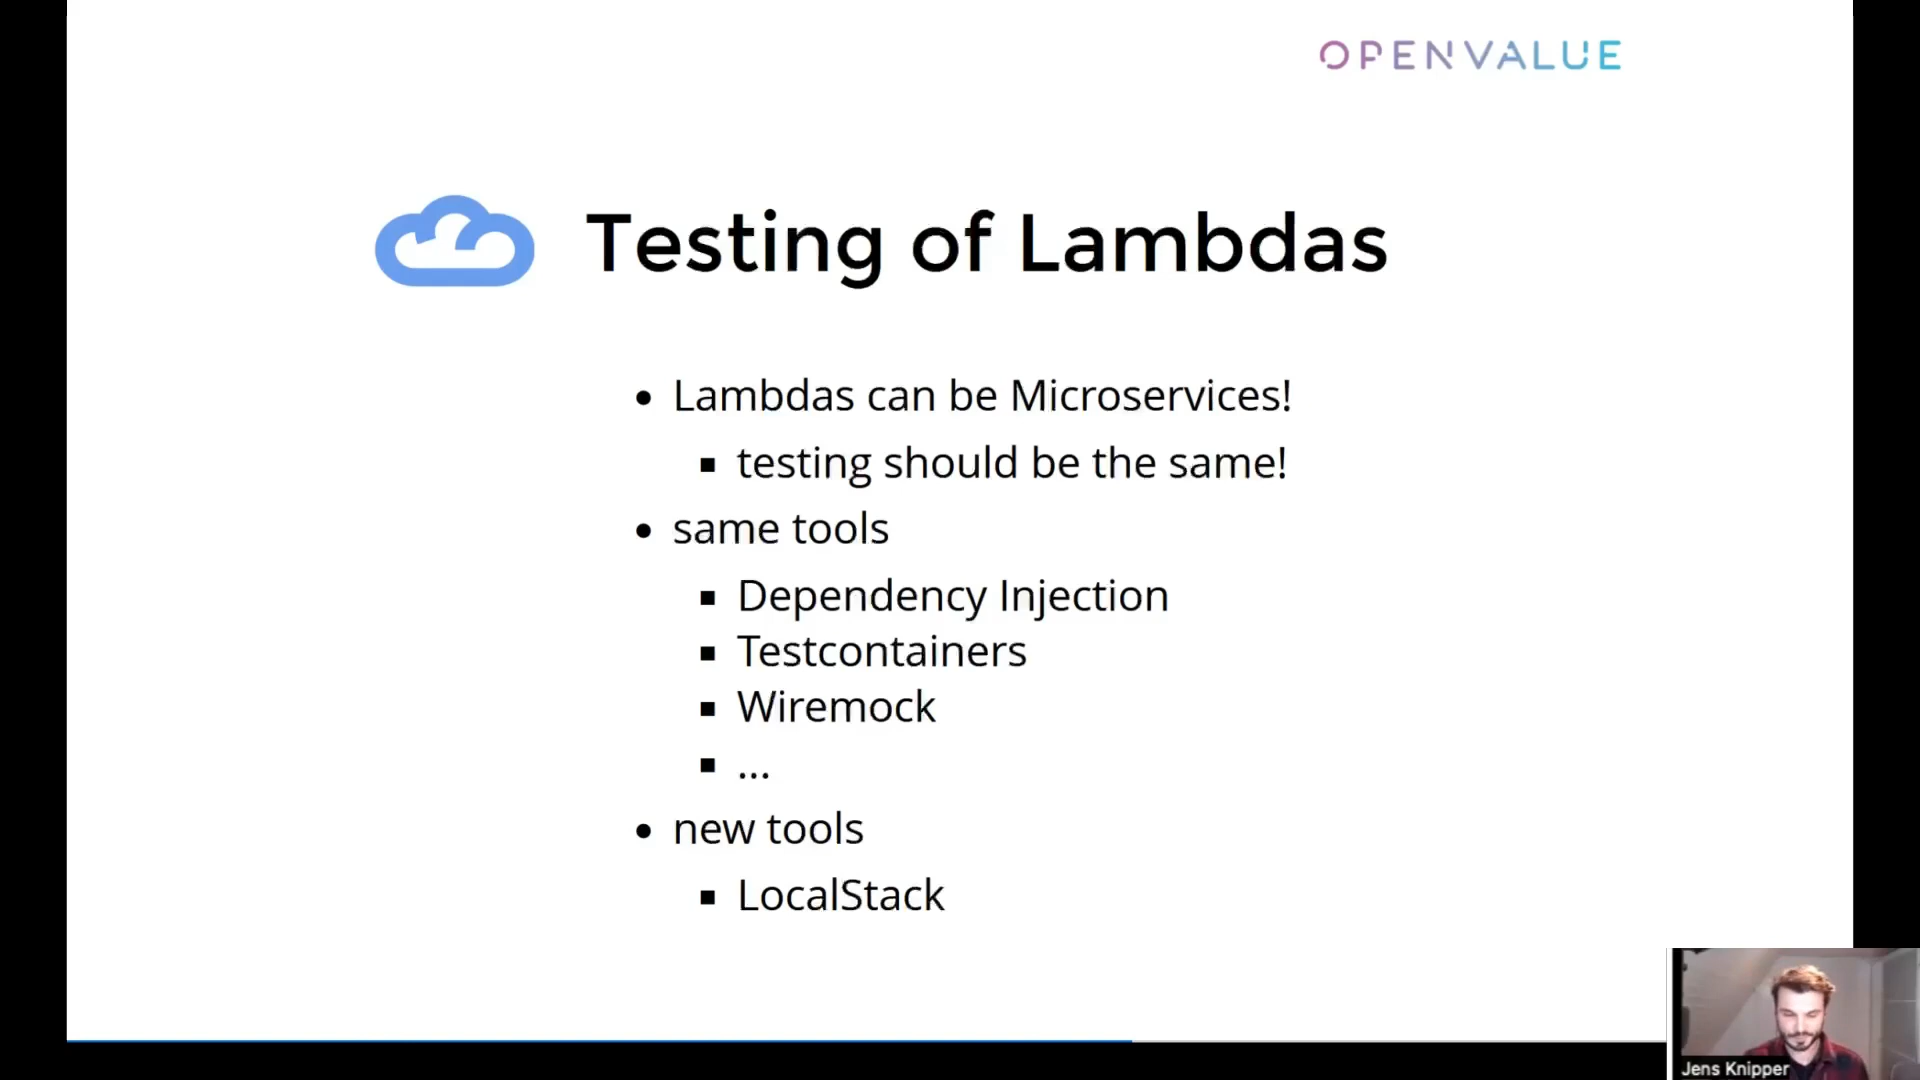 OPENVALUE
Testing of Lambdas
Lambdas can be Microservices!
testing should be the same!
same tools
Dependency Injection
Testcontainers
Wiremock
...
new tools
LocalStack
Jens Knipper